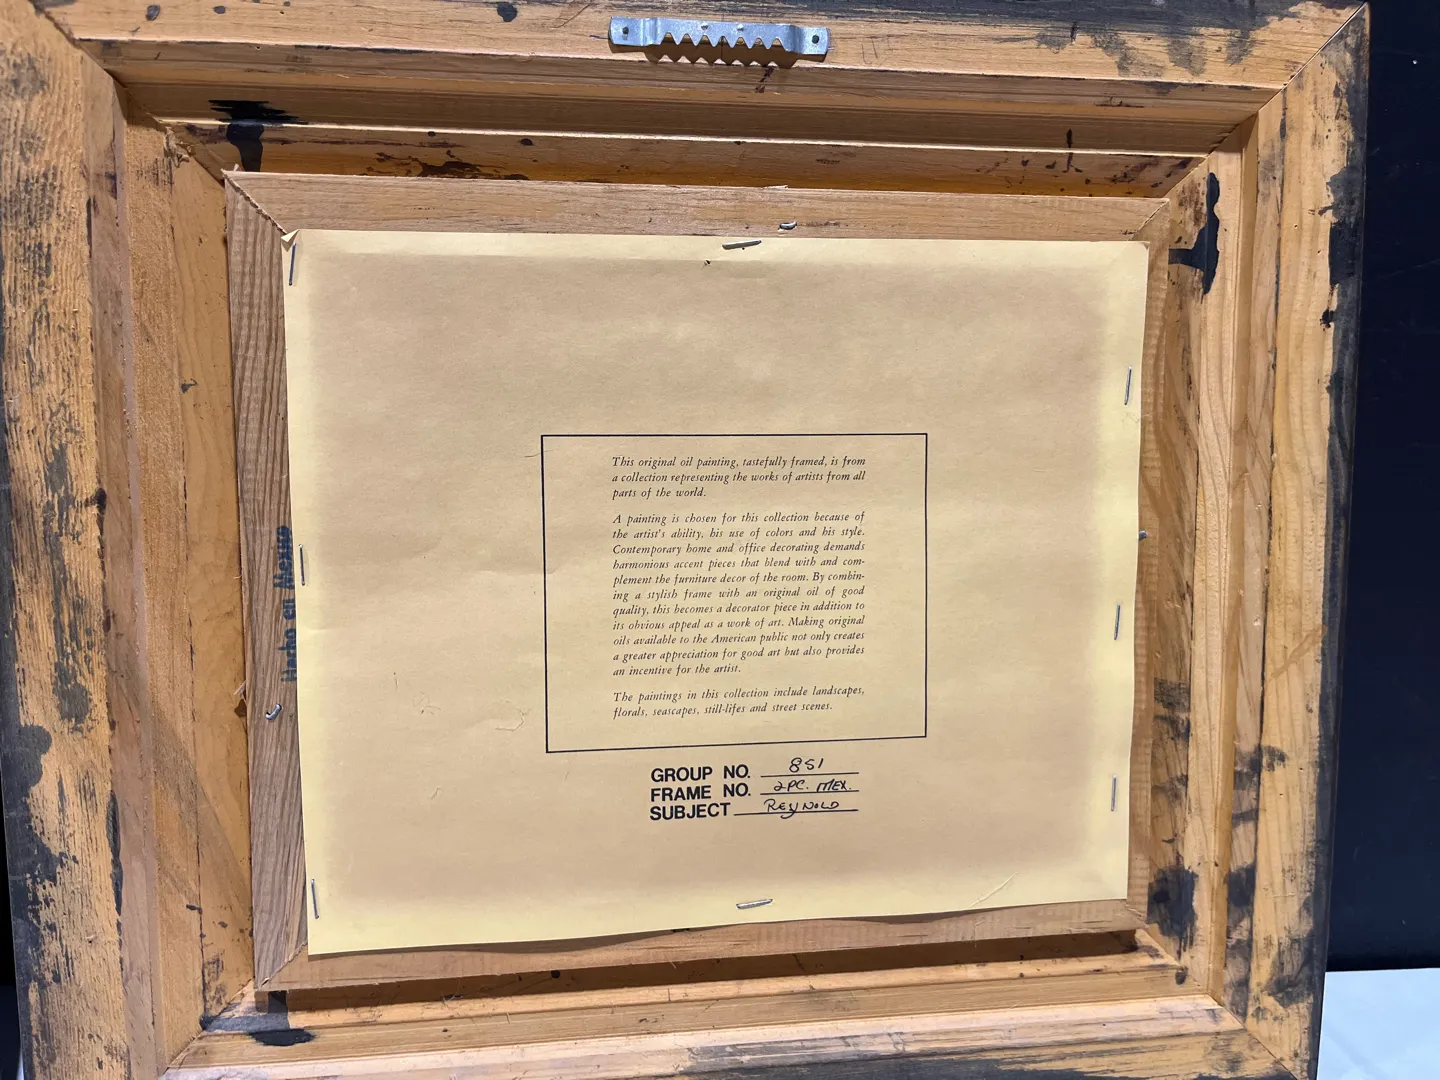 This original oil painting, tastefully framed, is from
a collection representing the works of artists from all
parts of the world.
A painting is chosen for this collection because of
the artist's ability, his use of colors and his style.
Contemporary home and office decorating demands
harmonious accent pieces that blend with and com-
plement the furniture decor of the room. By combin-
ing a stylish frame with an original oil of good
quality, this becomes a decorator piece in addition to
its obvious appeal as a work of art. Making original
oils available to the American public not only creates
a greater appreciation for good art but also provides
an incentive for the artist.
The paintings in this collection include landscapes,
florals, seascapes, still-lifes and street scenes.
GROUP NO. 851
FRAME NO. 2PC. MEX.
SUBJECT Reynold
Hecho en Mexico